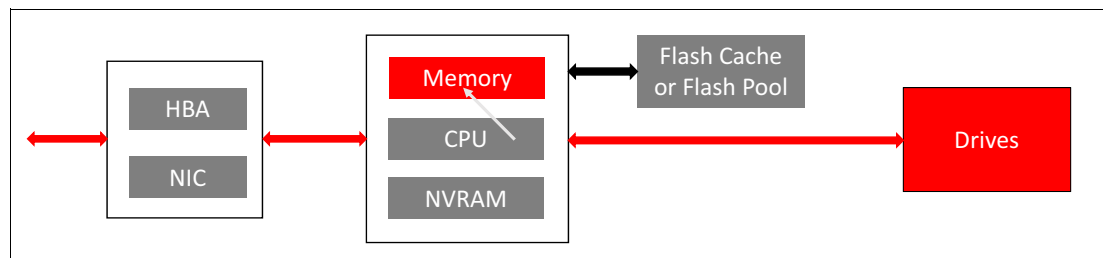 HBA
NIC
Memory
CPU
NVRAM
Flash Cache
or Flash Pool
Drives